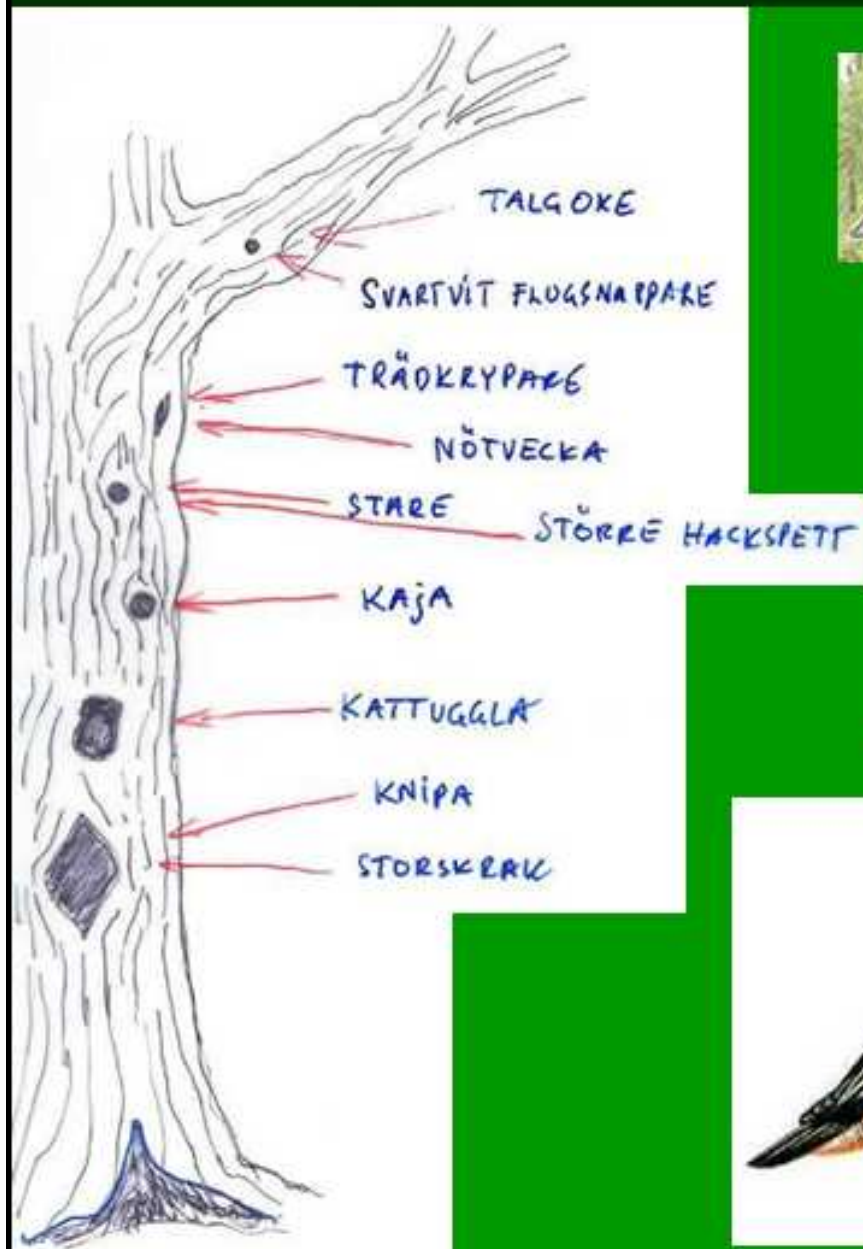 TALGOXE
SVARTVIT FLUGSNAPPARE
TRÄDKRYPARE
NÖTVECKA
STARE
STÖRRE HACKSPETT
KAjA
KATTUGGLA
KNIPA
STORSKRAK